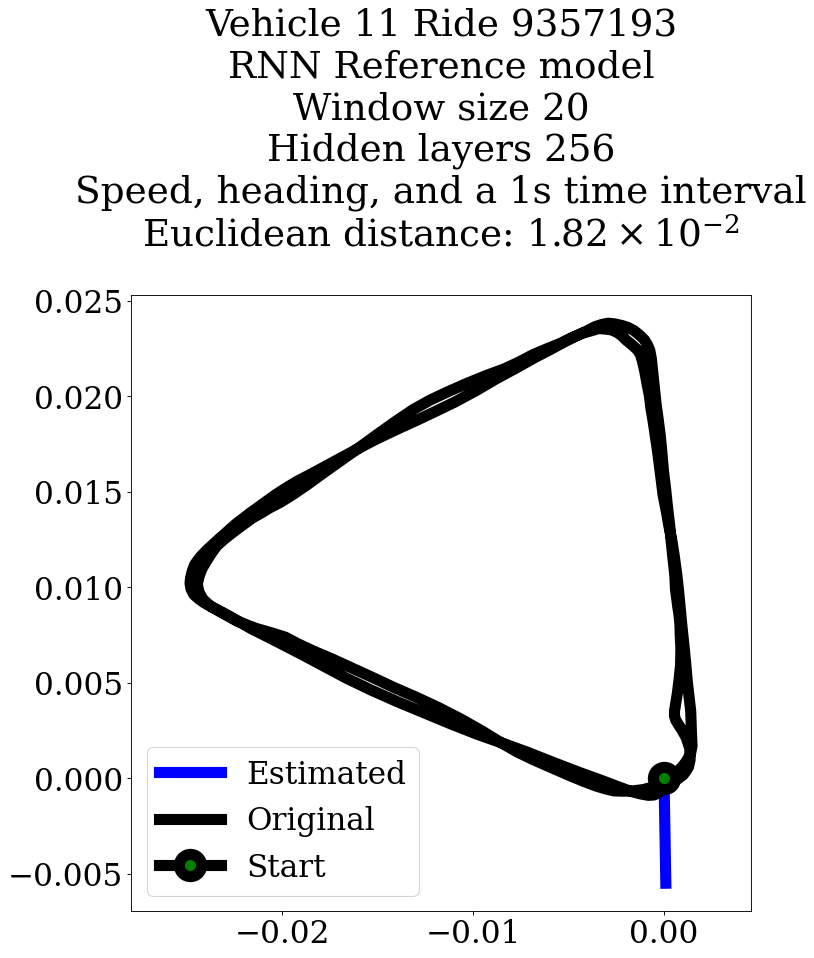 Vehicle 11 Ride 9357193
RNN Reference model
Window size 20
Hidden layers 256
Speed, heading, and a 1s time interval
Euclidean distance: 1.82 × 10⁻²
0.025
0.020
0.015
0.010
0.005
0.000
−0.005
Estimated
Original
Start
−0.02
−0.01
0.00